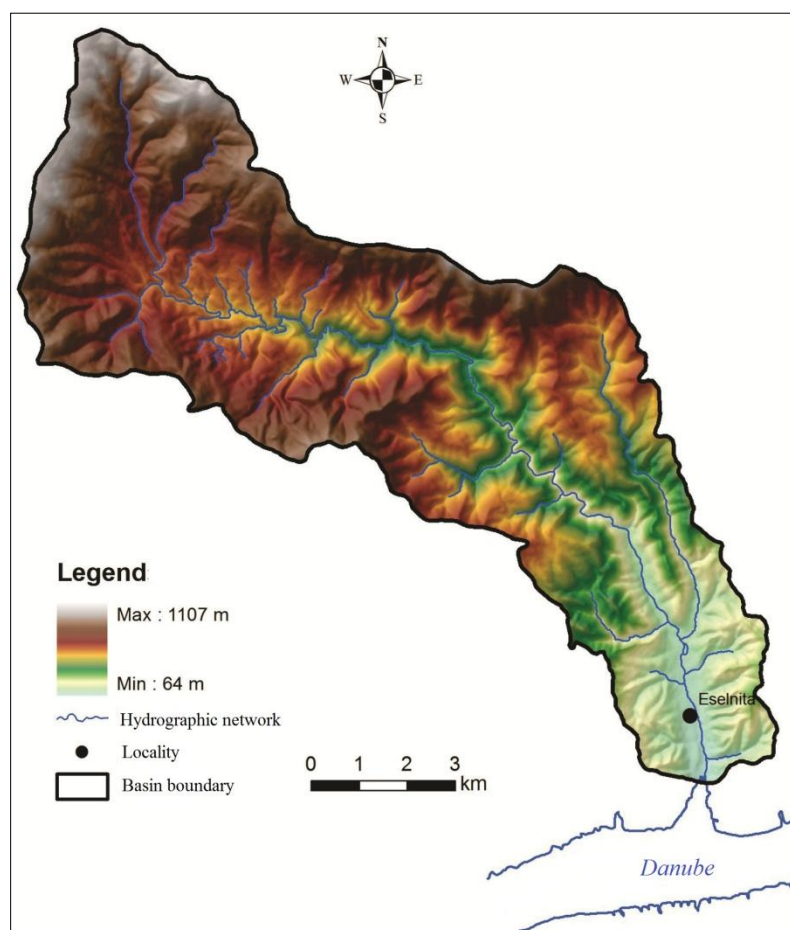 N
W E
S
Legend
Max : 1107 m
Min : 64 m
Hydrographic network
Locality
Basin boundary
0 1 2 3
km
Eselnita
Danube